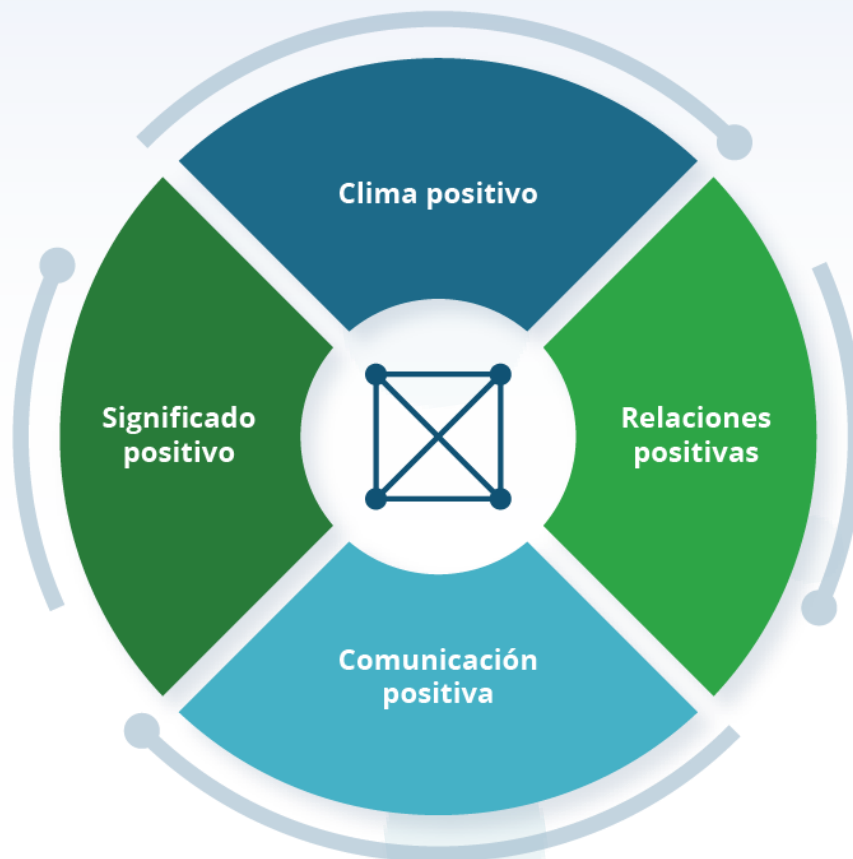 Clima positivo
Significado
positivo
Relaciones
positivas
Comunicación
positiva